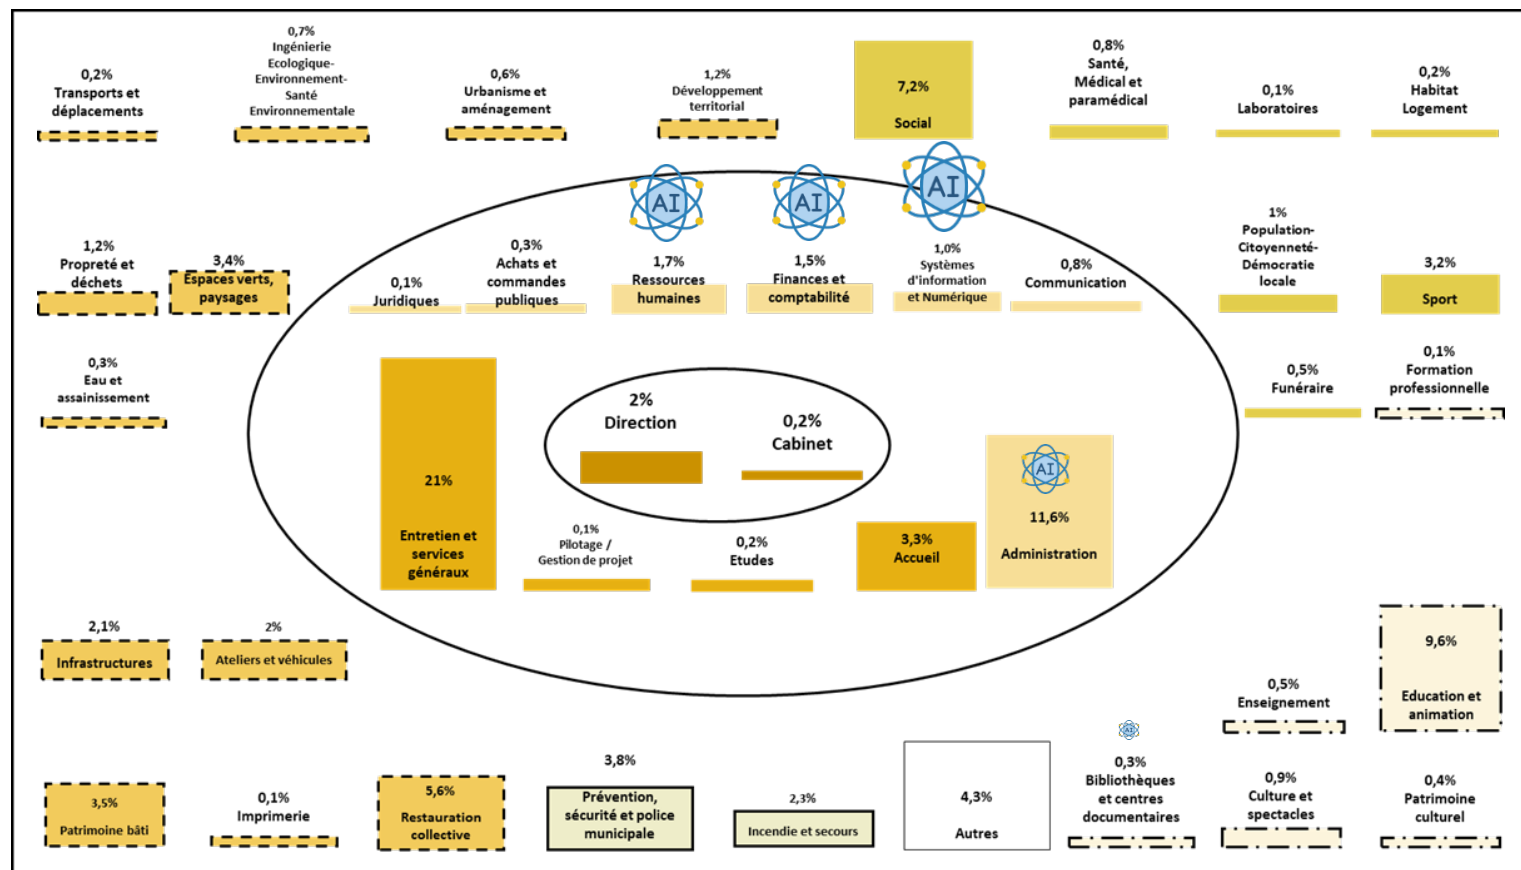 0,2%
Transports et
déplacements
0,7%
Ingénierie
Ecologique-
Environnement-
Santé
Environnementale
0,6%
Urbanisme et
aménagement
1,2%
Développement
territorial
7,2%
Social
0,8%
Santé,
Médical et
paramédical
0,1%
Laboratoires
0,2%
Habitat
Logement
AI
AI
AI
1,2%
Propreté et
déchets
3,4%
Espaces verts,
paysages
0,1%
Juridiques
0,3%
Achats et
commandes
publiques
1,7%
Ressources
humaines
1,5%
Finances et
comptabilité
1,0%
Systèmes
d'information
et Numérique
0,8%
Communication
1%
Population-
Citoyenneté-
Démocratie
locale
3,2%
Sport
0,3%
Eau et
assainissement
0,5%
Funéraire
0,1%
Formation
professionnelle
2%
Direction
0,2%
Cabinet
21%
Entretien et
services
généraux
0,1%
Pilotage /
Gestion de projet
0,2%
Etudes
3,3%
Accueil
AI
11,6%
Administration
2,1%
Infrastructures
2%
Ateliers et véhicules
0,5%
Enseignement
9,6%
Education et
animation
3,5%
Patrimoine bâti
0,1%
Imprimerie
5,6%
Restauration
collective
3,8%
Prévention,
sécurité et police
municipale
2,3%
Incendie et secours
4,3%
Autres
AI
0,3%
Bibliothèques
et centres
documentaires
0,9%
Culture et
spectacles
0,4%
Patrimoine
culturel